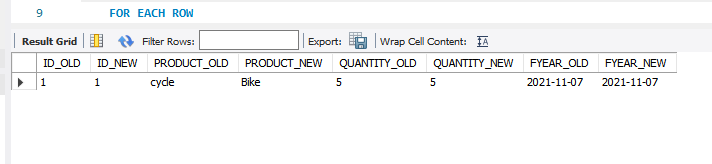 9 FOR EACH ROW
Result Grid Filter Rows: Export: Wrap Cell Content: IA
ID_OLD ID_NEW PRODUCT_OLD PRODUCT_NEW QUANTITY_OLD QUANTITY_NEW FYEAR_OLD FYEAR_NEW
1 1 cycle Bike 5 5 2021-11-07 2021-11-07